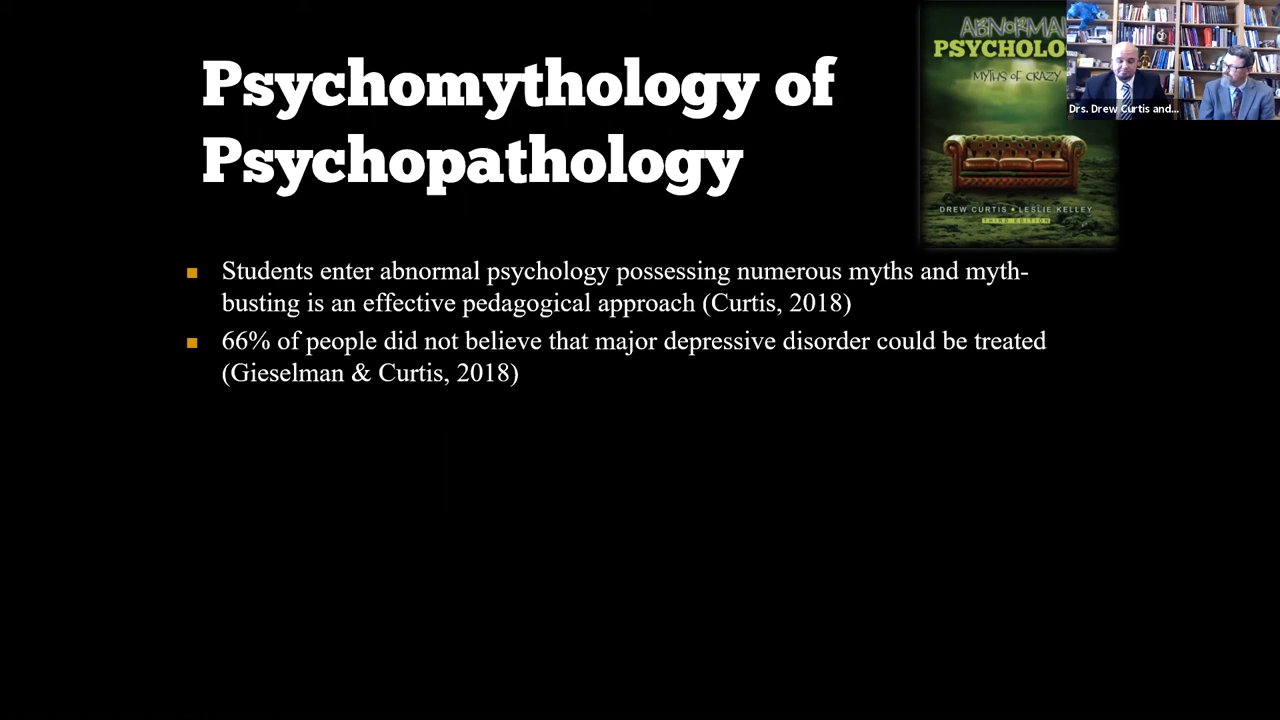 Psychomythology of
Psychopathology
ABNORMAL
PSYCHOLO
MYTHS OF CRAZY
DREW CURTIS • LESLIE KELLEY
THIRD EDITION
Drs. Drew Curtis and...
■ Students enter abnormal psychology possessing numerous myths and myth-
busting is an effective pedagogical approach (Curtis, 2018)
■ 66% of people did not believe that major depressive disorder could be treated
(Gieselman & Curtis, 2018)